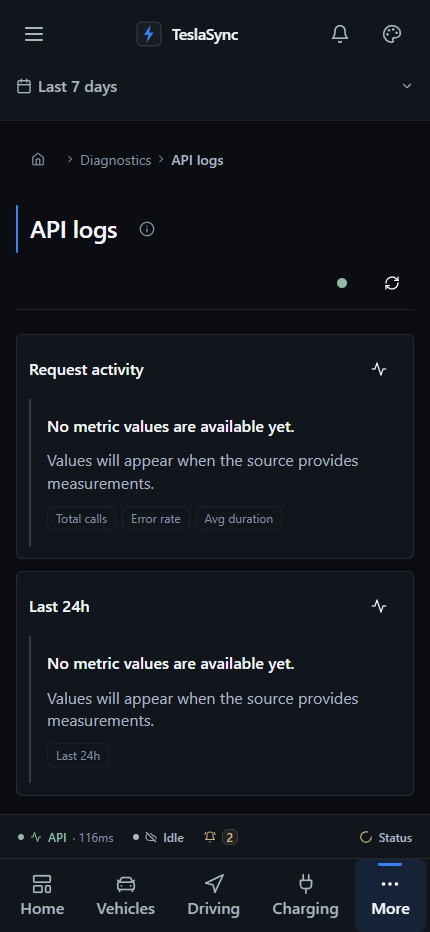 TeslaSync
Last 7 days
Diagnostics API logs
API logs
Request activity
No metric values are available yet.
Values will appear when the source provides
measurements.
Total calls Error rate Avg duration
Last 24h
No metric values are available yet.
Values will appear when the source provides
measurements.
Last 24h
API · 116ms Idle 2 Status
Home Vehicles Driving Charging More